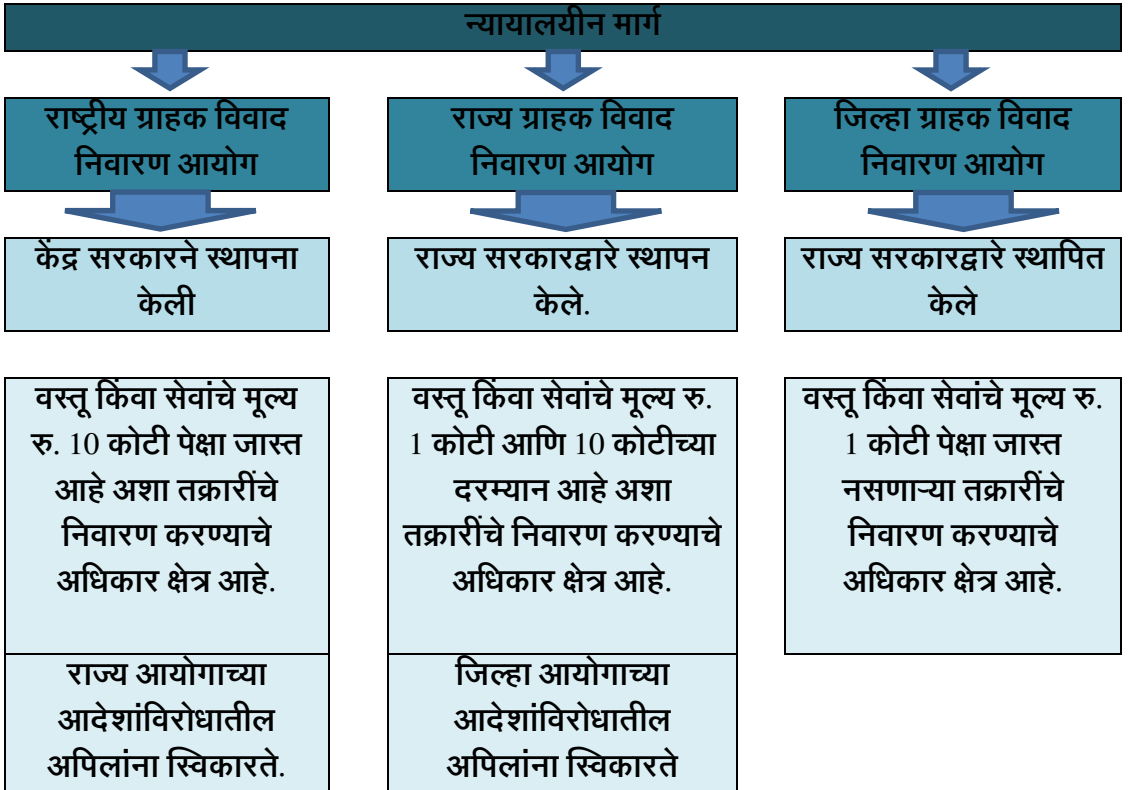 न्यायालयीन मार्ग
राष्ट्रीय ग्राहक विवाद
निवारण आयोग
केंद्र सरकारने स्थापना
केली
वस्तू किंवा सेवांचे मूल्य
रु. 10 कोटी पेक्षा जास्त
आहे अशा तक्रारींचे
निवारण करण्याचे
अधिकार क्षेत्र आहे.
राज्य आयोगाच्या
आदेशांविरोधातील
अपिलांना स्विकारते.
राज्य ग्राहक विवाद
निवारण आयोग
राज्य सरकारद्वारे स्थापन
केले.
वस्तू किंवा सेवांचे मूल्य रु.
1 कोटी आणि 10 कोटीच्या
दरम्यान आहे अशा
तक्रारींचे निवारण करण्याचे
अधिकार क्षेत्र आहे.
जिल्हा आयोगाच्या
आदेशांविरोधातील
अपिलांना स्विकारते
जिल्हा ग्राहक विवाद
निवारण आयोग
राज्य सरकारद्वारे स्थापित
केले
वस्तू किंवा सेवांचे मूल्य रु.
1 कोटी पेक्षा जास्त
नसणाऱ्या तक्रारींचे
निवारण करण्याचे
अधिकार क्षेत्र आहे.